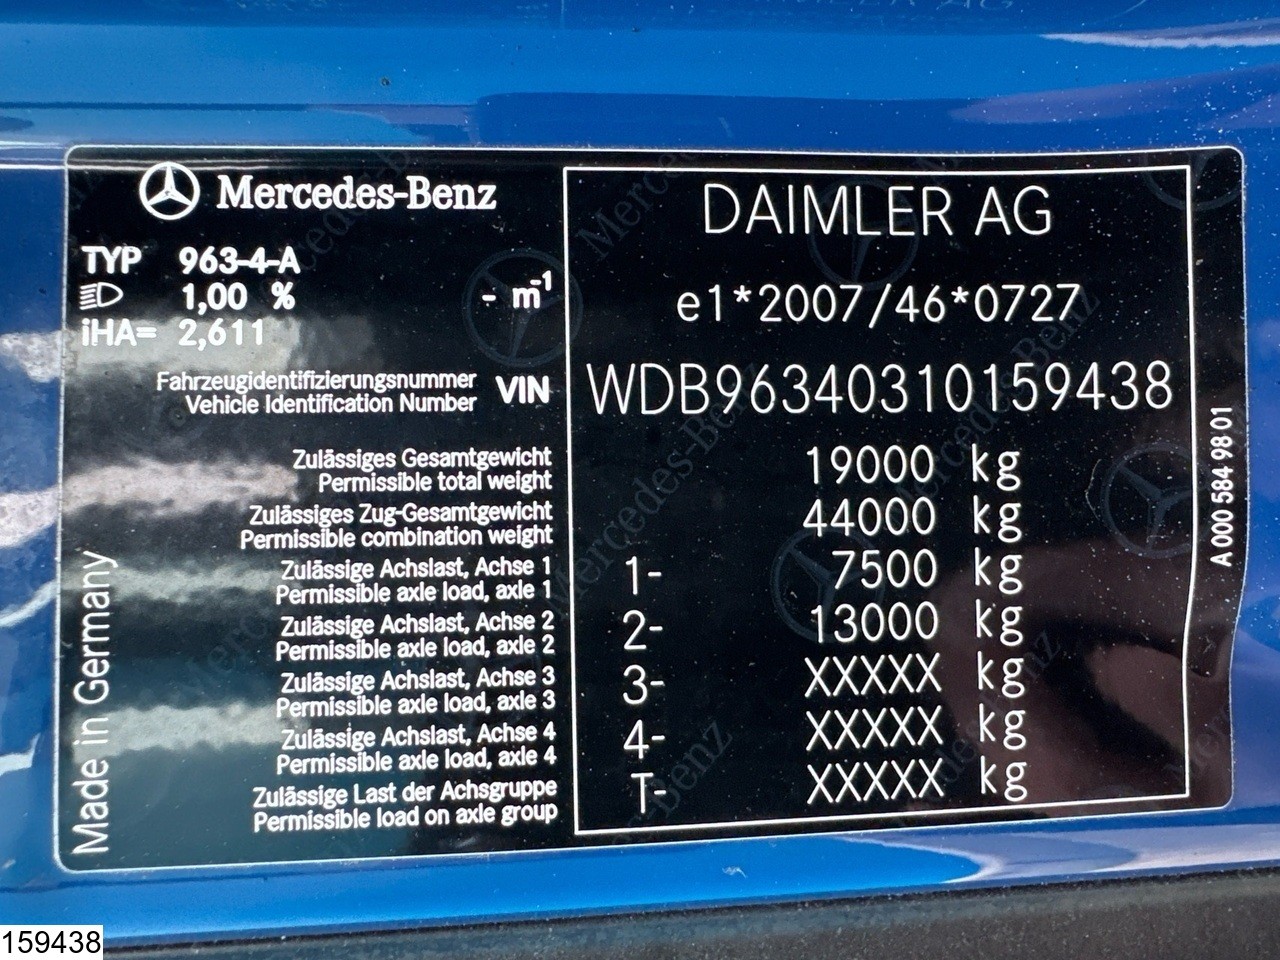 Mercedes-Benz
TYP 963-4-A
1,00 % - m-1
iHA= 2,611
Fahrzeugidentifizierungsnummer
Vehicle Identification Number VIN
Zulässiges Gesamtgewicht
Permissible total weight
Zulässiges Zug-Gesamtgewicht
Permissible combination weight
Zulässige Achslast, Achse 1
Permissible axle load, axle 1
Zulässige Achslast, Achse 2
Permissible axle load, axle 2
Zulässige Achslast, Achse 3
Permissible axle load, axle 3
Zulässige Achslast, Achse 4
Permissible axle load, axle 4
Zulässige Last der Achsgruppe
Permissible load on axle group
Made in Germany
DAIMLER AG
e1*2007/46*0727
WDB96340310159438
19000 kg
44000 kg
1- 7500 kg
2- 13000 kg
3- XXXXX kg
4- XXXXX kg
T- XXXXX kg
A 000 584 98 01
159438